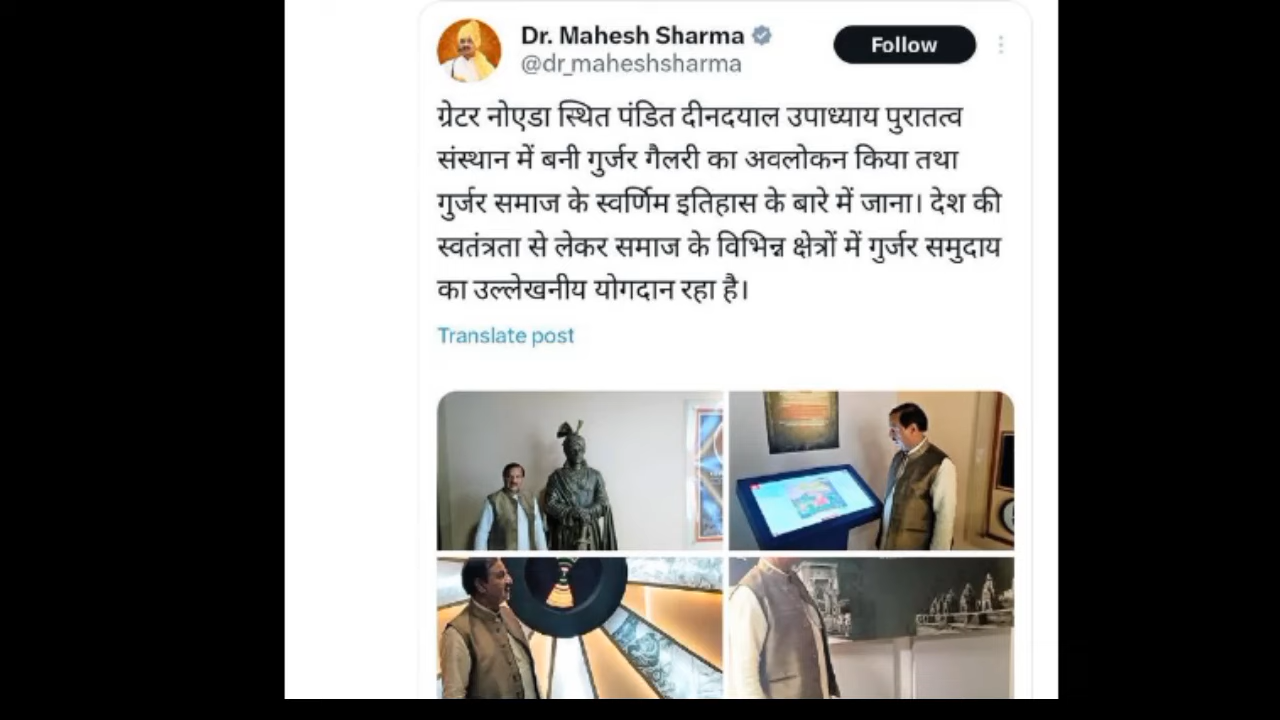 Dr. Mahesh Sharma
@dr_maheshsharma
Follow
ग्रेटर नोएडा स्थित पंडित दीनदयाल उपाध्याय पुरातत्व
संस्थान में बनी गुर्जर गैलरी का अवलोकन किया तथा
गुर्जर समाज के स्वर्णिम इतिहास के बारे में जाना। देश की
स्वतंत्रता से लेकर समाज के विभिन्न क्षेत्रों में गुर्जर समुदाय
का उल्लेखनीय योगदान रहा है।
Translate post